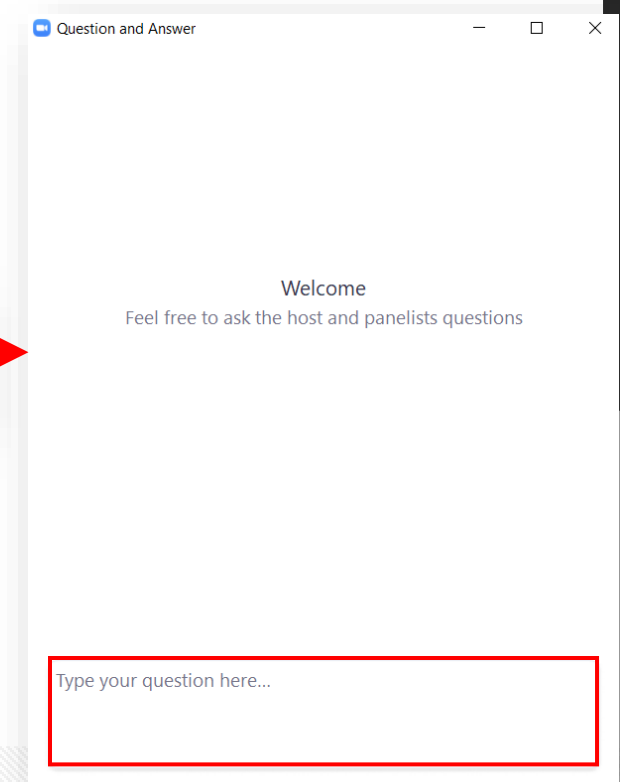 Question and Answer
Welcome
Feel free to ask the host and panelists questions
Type your question here...